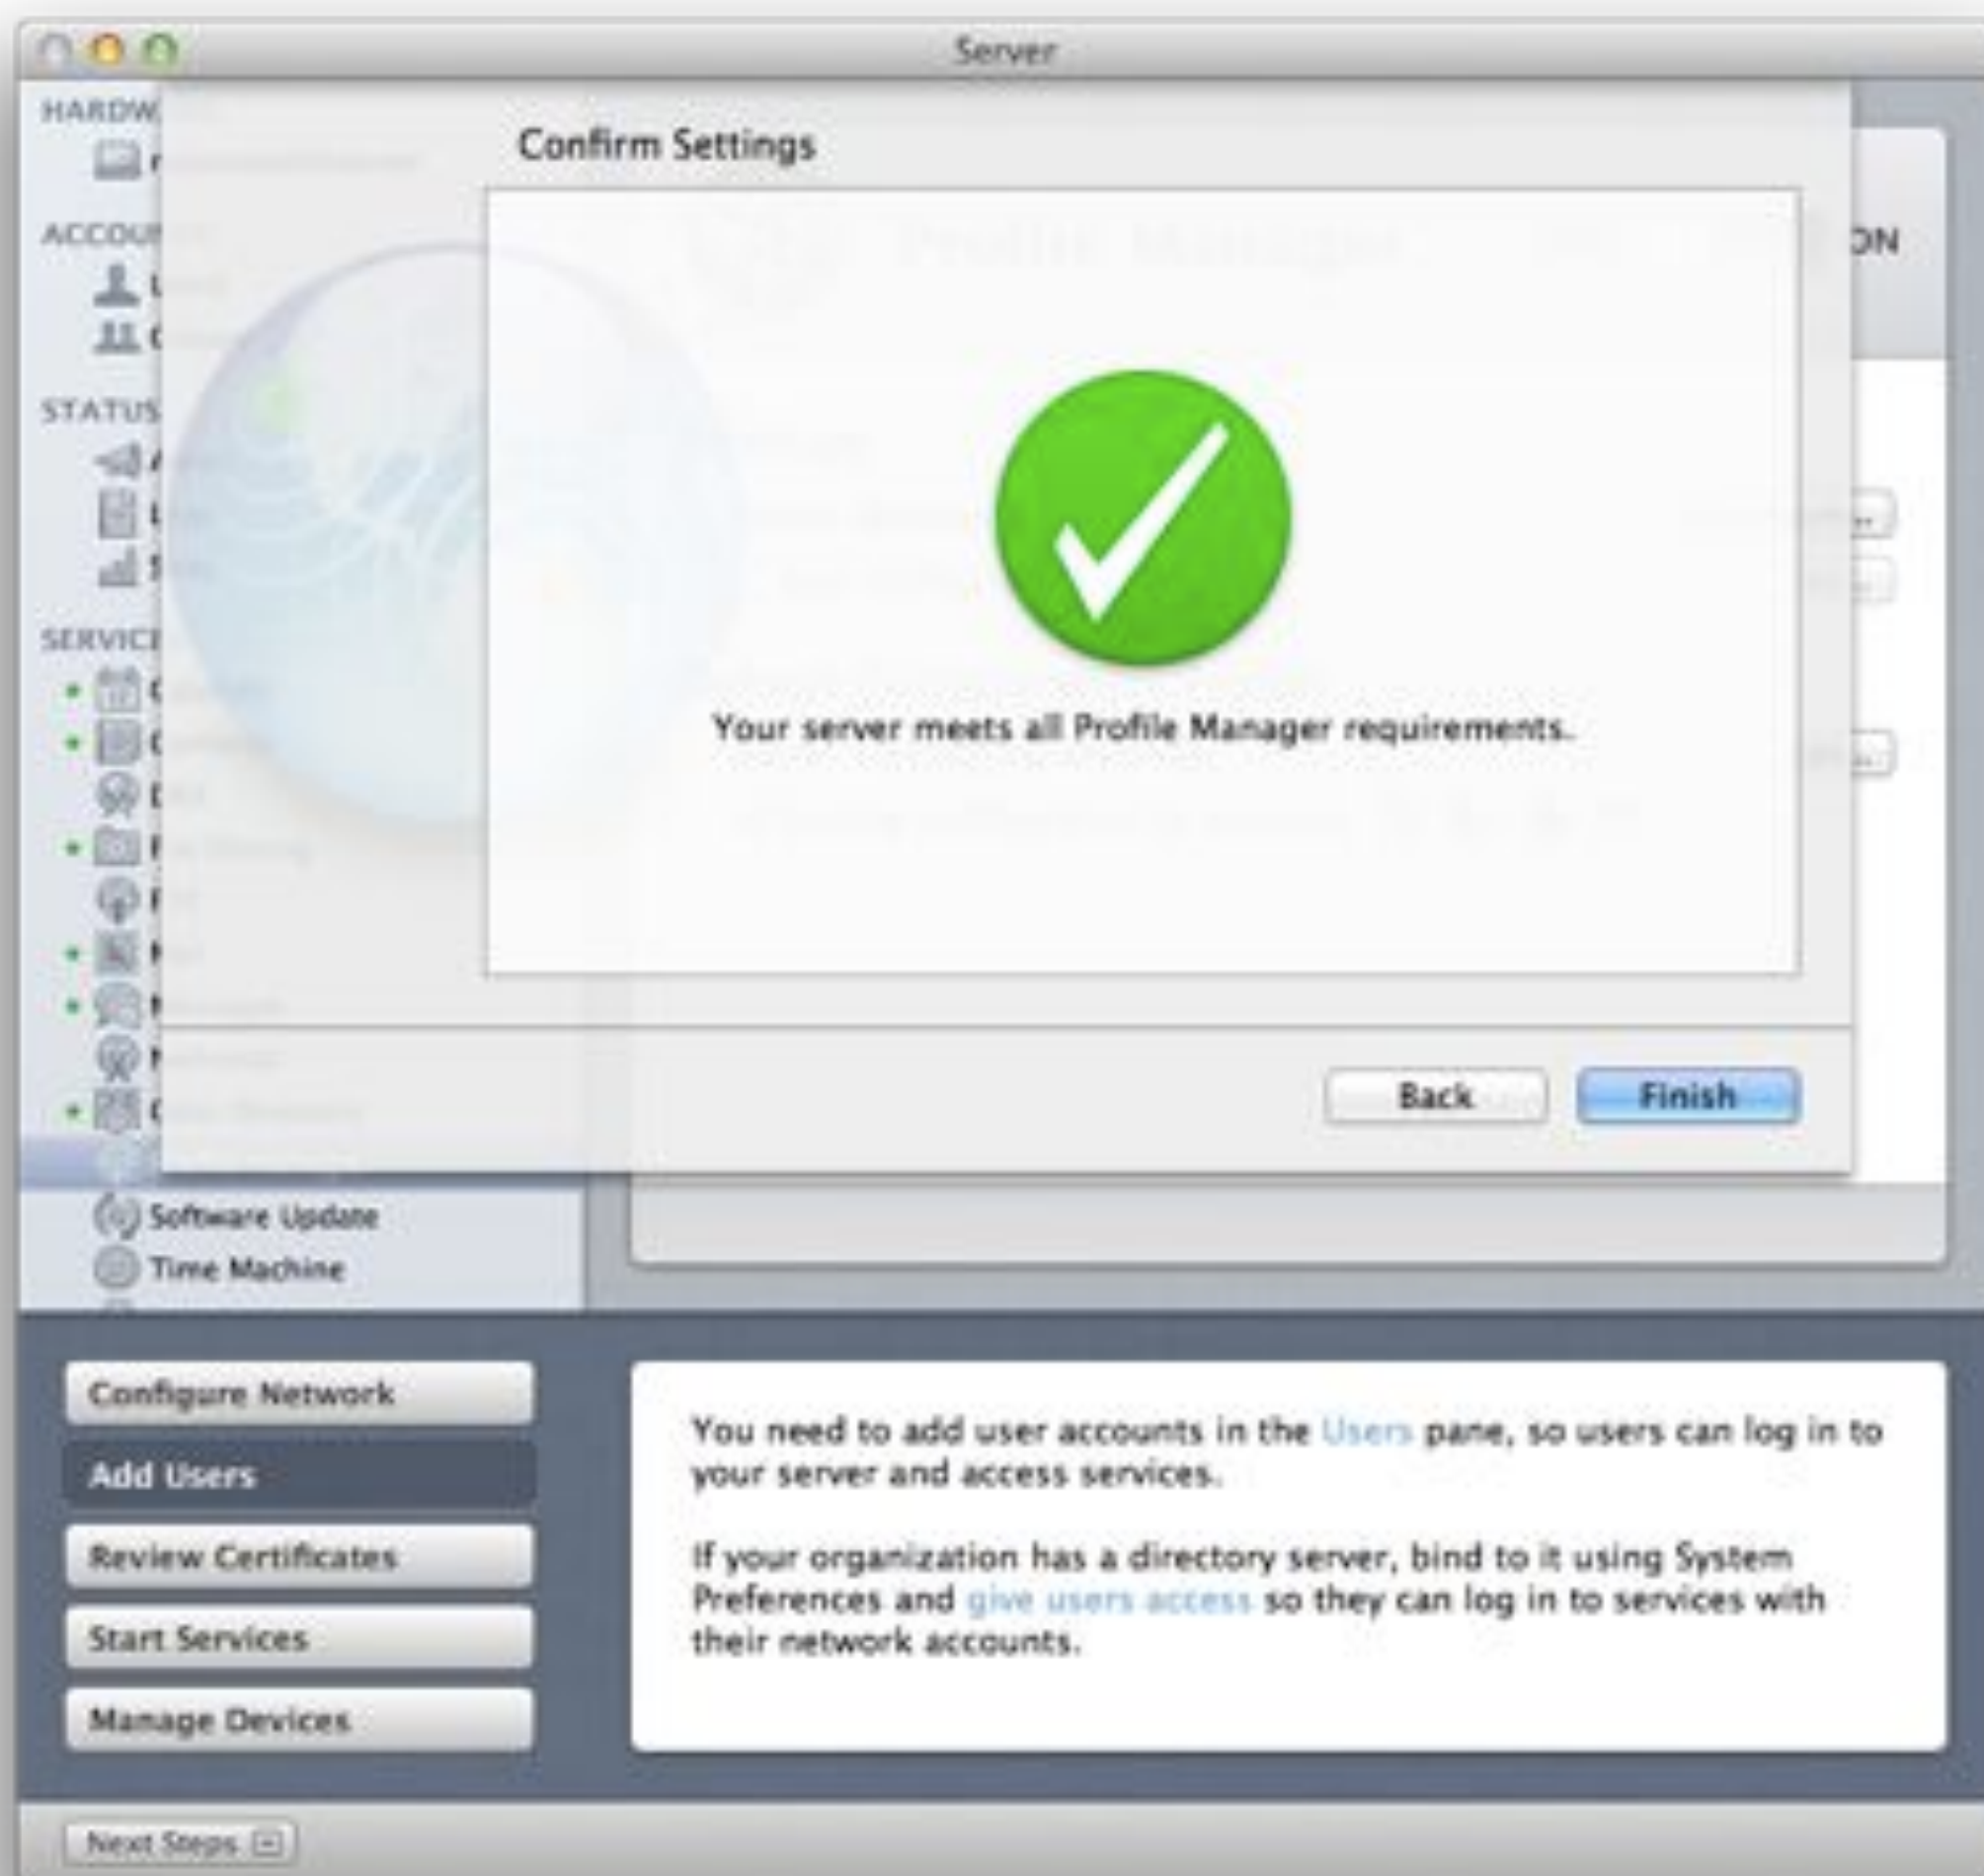 Server
HARDW
Confirm Settings
ACCOU
ON
STATUS
SERVICE
Your server meets all Profile Manager requirements.
Back
Finish
Software Update
Time Machine
Configure Network
Add Users
Review Certificates
Start Services
Manage Devices
You need to add user accounts in the Users pane, so users can log in to
your server and access services.
If your organization has a directory server, bind to it using System
Preferences and give users access so they can log in to services with
their network accounts.
Next Steps